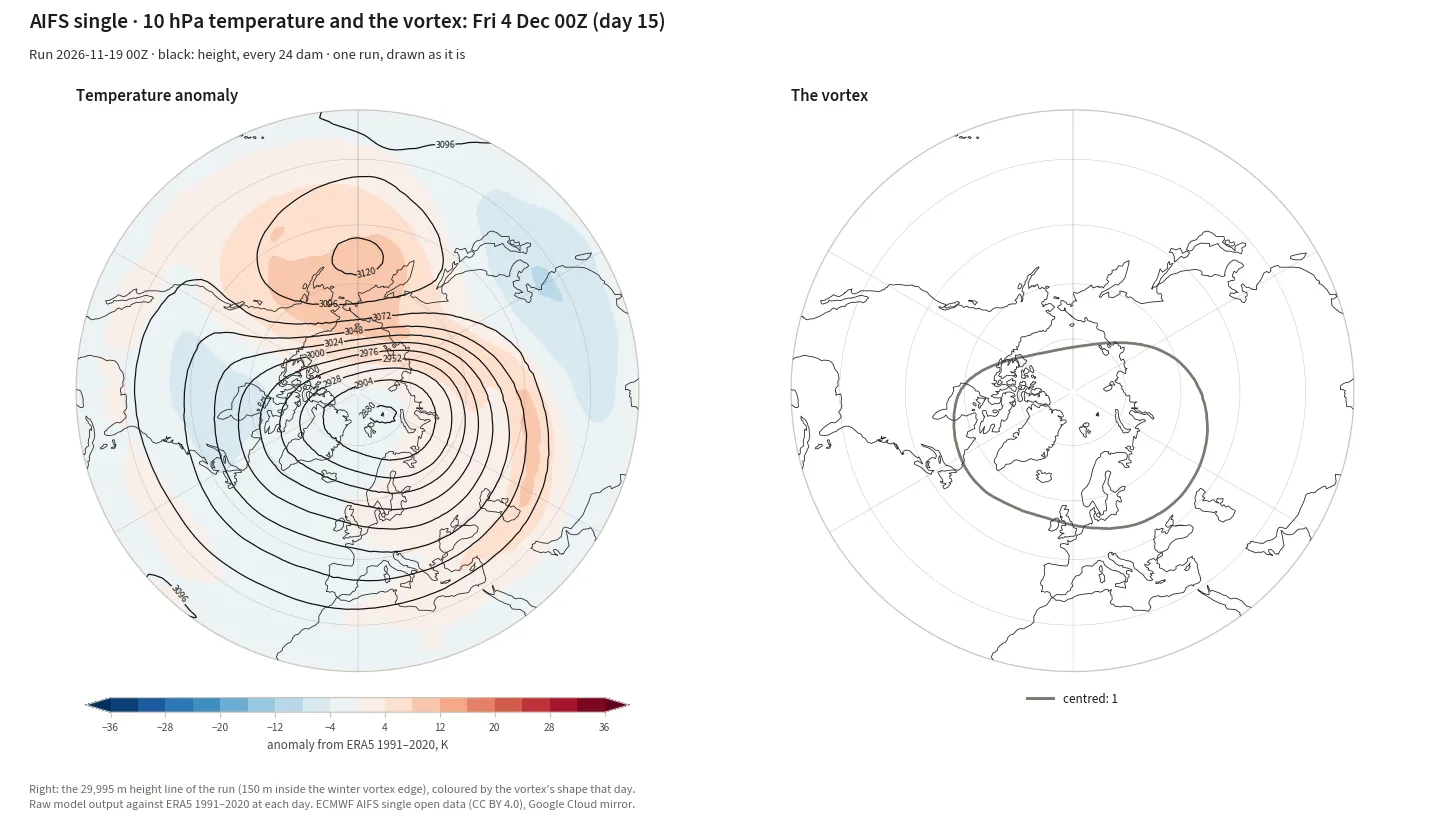 AIFS single · 10 hPa temperature and the vortex: Fri 4 Dec 00Z (day 15)
Run 2026-11-19 00Z · black: height, every 24 dam · one run, drawn as it is
Temperature anomaly
The vortex
3096
3120
3096
3072
3048
3024
3000
2976
2952
2928
2904
2880
3096
−36 −28 −20 −12 −4 4 12 20 28 36
anomaly from ERA5 1991–2020, K
centred: 1
Right: the 29,995 m height line of the run (150 m inside the winter vortex edge), coloured by the vortex's shape that day.
Raw model output against ERA5 1991–2020 at each day. ECMWF AIFS single open data (CC BY 4.0), Google Cloud mirror.